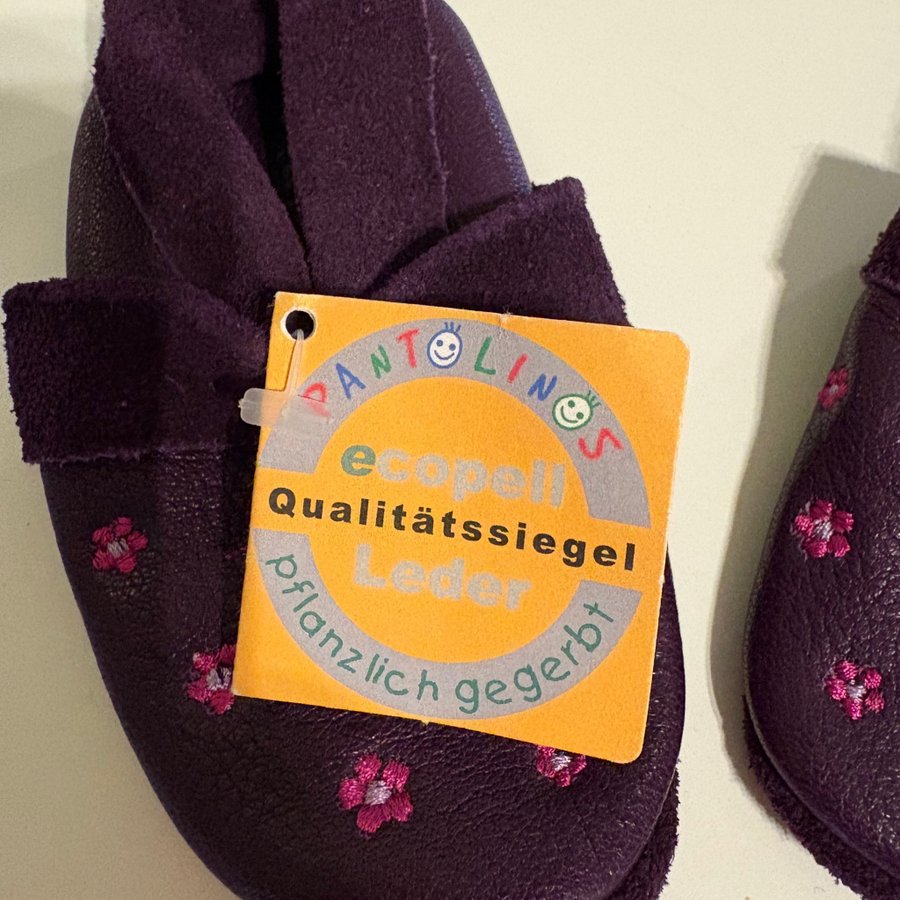 PANTOLINOS
ecopell
Qualitätssiegel
Leder
pflanzlich gegerbt